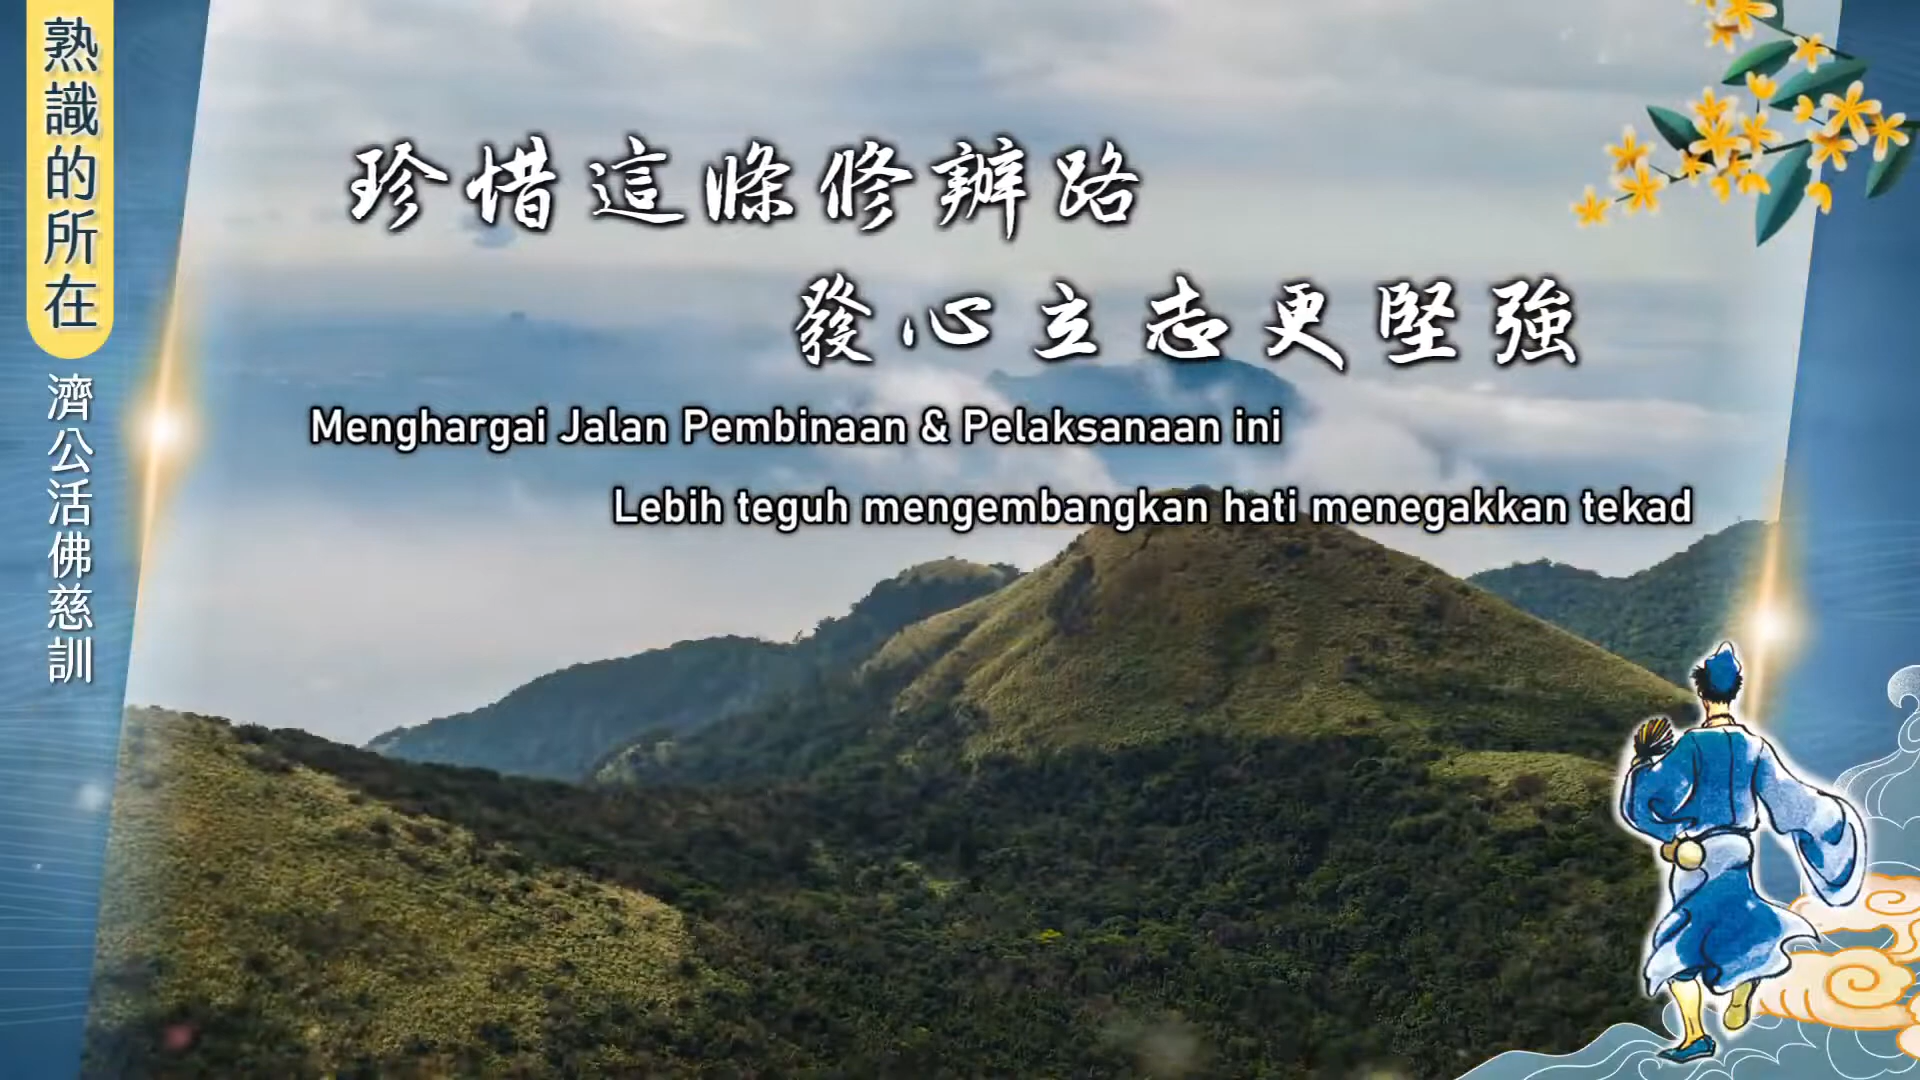 熟識的所在
濟公活佛慈訓
珍惜這條修辦路
發心立志更堅強
Menghargai Jalan Pembinaan & Pelaksanaan ini
Lebih teguh mengembangkan hati menegakkan tekad